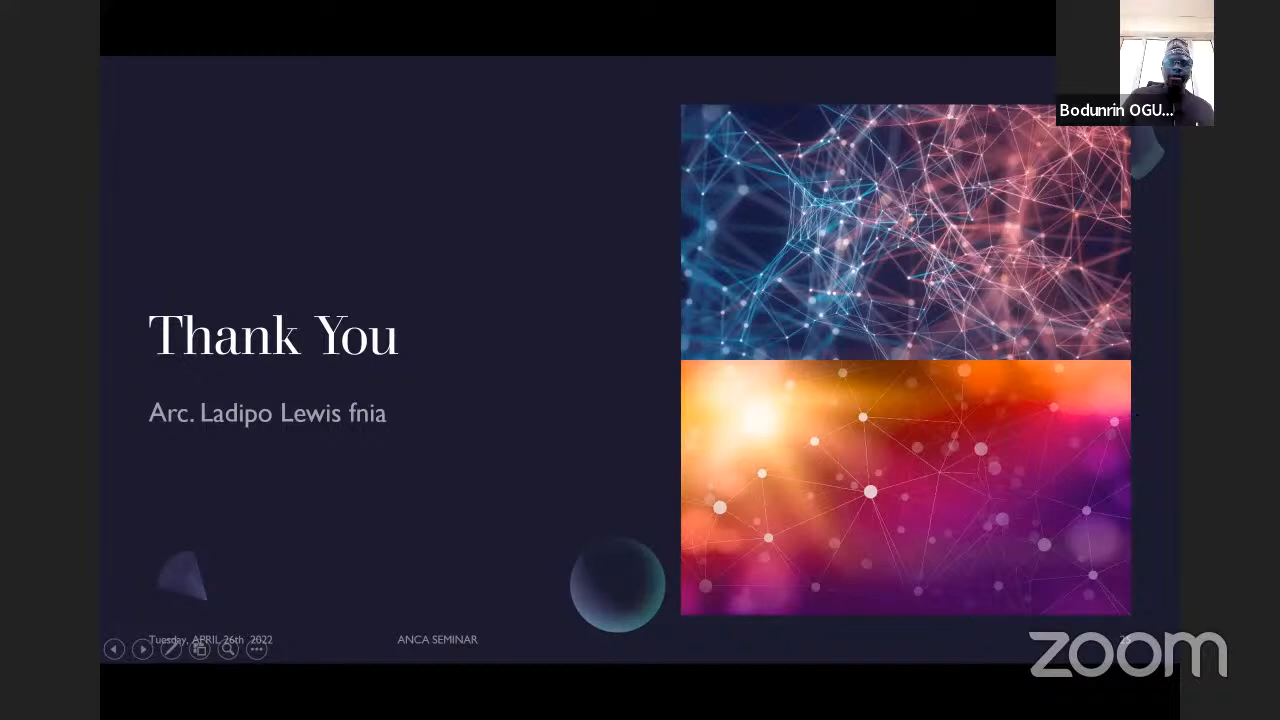 Bodunrin OGU...
Thank You
Arc. Ladipo Lewis fnia
Tuesday, APRIL 26th 2022
ANCA SEMINAR
zoom